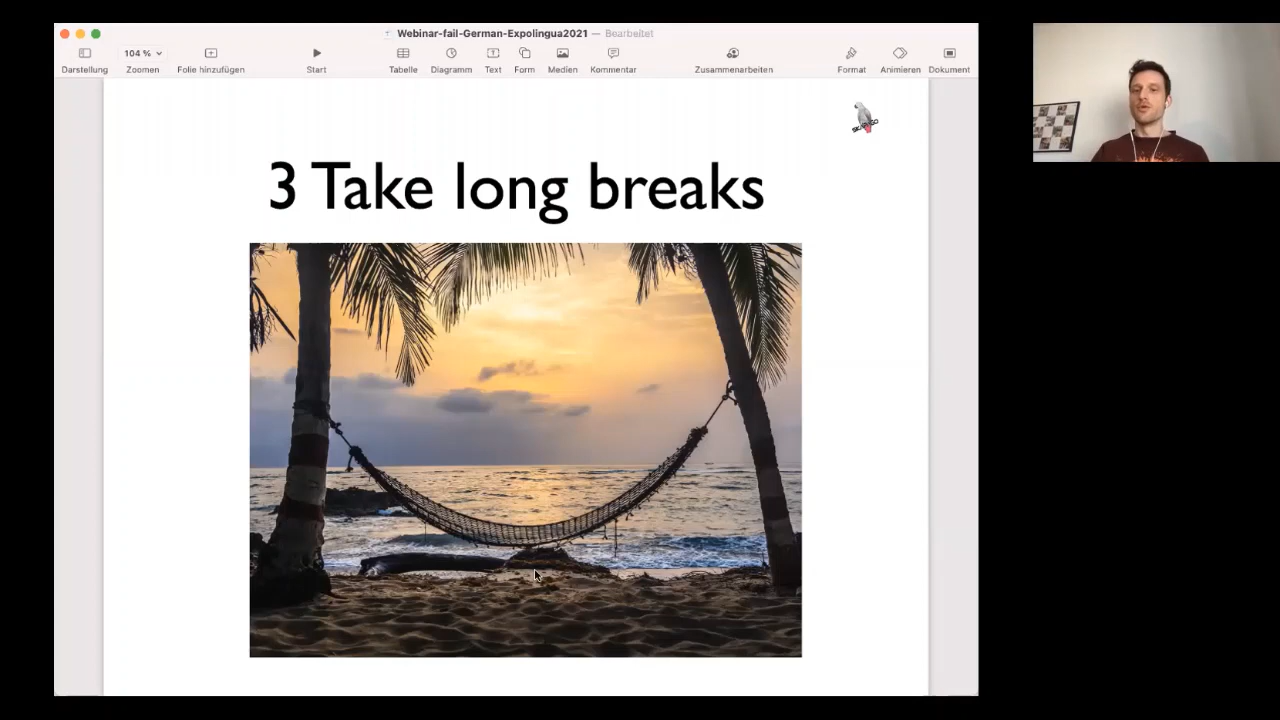 Webinar-fail-German-Expolingua2021 — Bearbeitet
104 %
Darstellung Zoomen Folie hinzufügen Start Tabelle Diagramm Text Form Medien Kommentar Zusammenarbeiten Format Animieren Dokument
3 Take long breaks